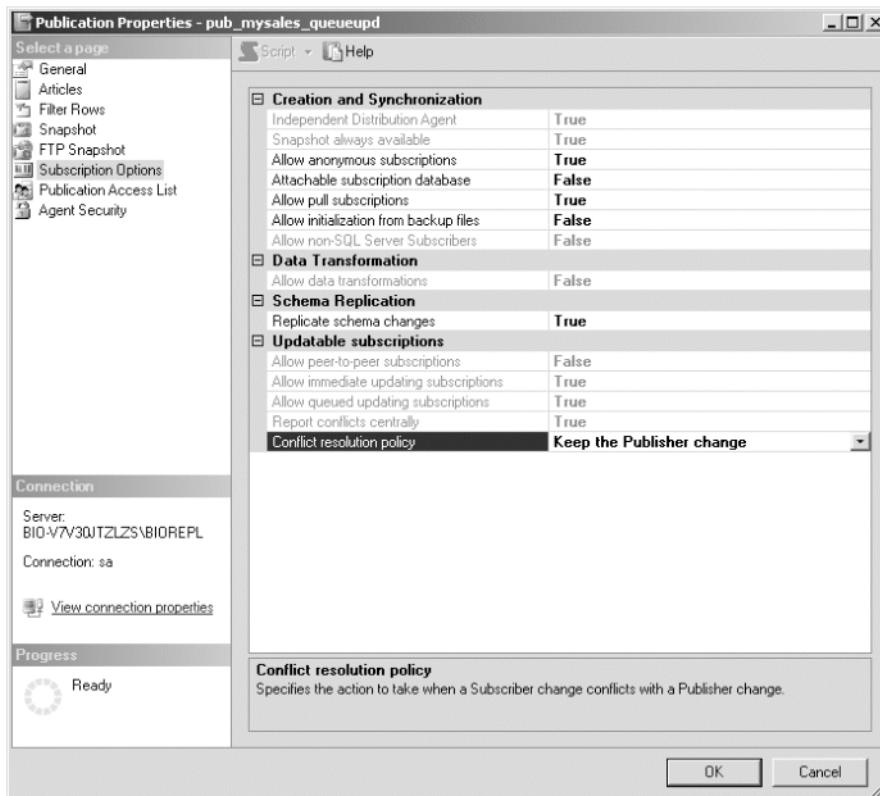 Publication Properties - pub_mysales_queueupd
Select a page
General
Articles
Filter Rows
Snapshot
FTP Snapshot
Subscription Options
Publication Access List
Agent Security
Script
Help
Creation and Synchronization
Independent Distribution Agent True
Snapshot always available True
Allow anonymous subscriptions True
Attachable subscription database False
Allow pull subscriptions True
Allow initialization from backup files False
Allow non-SQL Server Subscribers False
Data Transformation
Allow data transformations False
Schema Replication
Replicate schema changes True
Updatable subscriptions
Allow peer-to-peer subscriptions False
Allow immediate updating subscriptions True
Allow queued updating subscriptions True
Report conflicts centrally True
Conflict resolution policy Keep the Publisher change
Connection
Server:
BIO-V7V30JTZLZS\BIOREPL
Connection: sa
View connection properties
Progress
Ready
Conflict resolution policy
Specifies the action to take when a Subscriber change conflicts with a Publisher change.
OK
Cancel